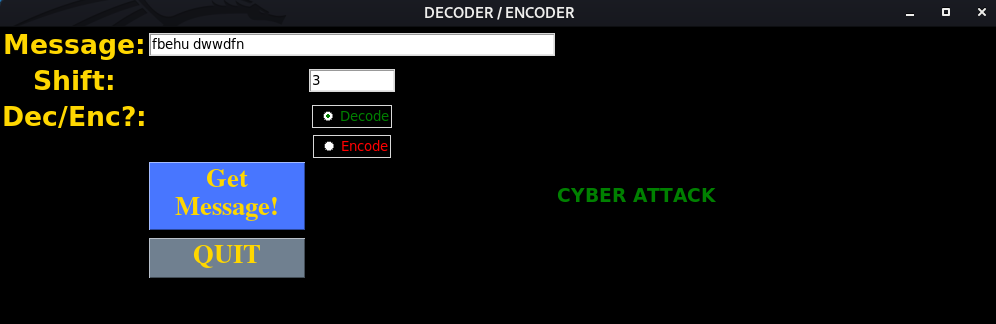 DECODER / ENCODER
Message: fbehu dwwdfn
Shift: 3
Dec/Enc?: Decode
Encode
Get
Message!
CYBER ATTACK
QUIT